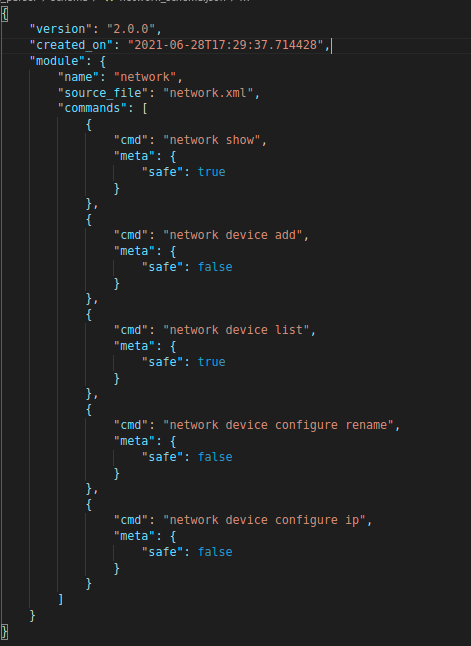 {
    "version": "2.0.0",
    "created_on": "2021-06-28T17:29:37.714428",
    "module": {
        "name": "network",
        "source_file": "network.xml",
        "commands": [
            {
                "cmd": "network show",
                "meta": {
                    "safe": true
                }
            },
            {
                "cmd": "network device add",
                "meta": {
                    "safe": false
                }
            },
            {
                "cmd": "network device list",
                "meta": {
                    "safe": true
                }
            },
            {
                "cmd": "network device configure rename",
                "meta": {
                    "safe": false
                }
            },
            {
                "cmd": "network device configure ip",
                "meta": {
                    "safe": false
                }
            }
        ]
    }
}